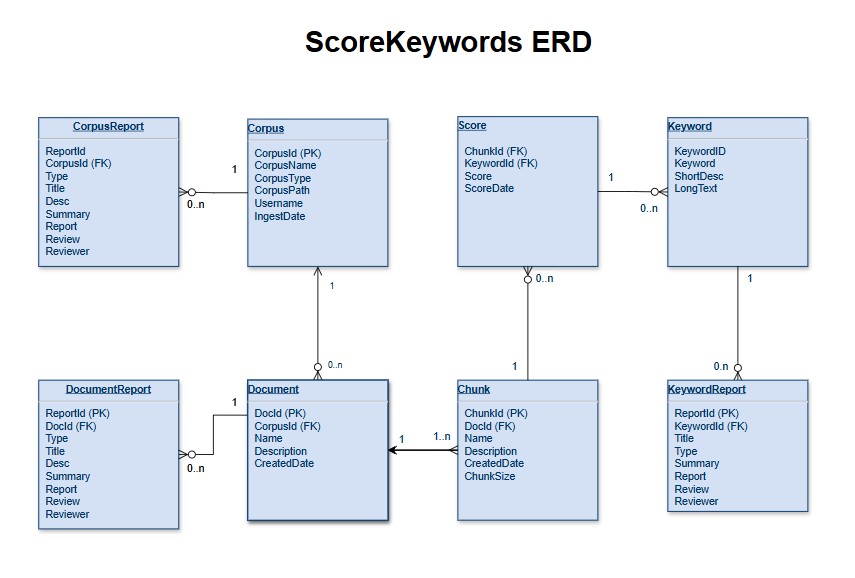 ScoreKeywords ERD
CorpusReport
ReportId
CorpusId (FK)
Type
Title
Desc
Summary
Report
Review
Reviewer
1
0..n
Corpus
CorpusId (PK)
CorpusName
CorpusType
CorpusPath
Username
IngestDate
Score
ChunkId (FK)
KeywordId (FK)
Score
ScoreDate
1
0..n
Keyword
KeywordID
Keyword
ShortDesc
LongText
1
0..n
0..n
1
1
0.n
DocumentReport
ReportId (PK)
DocId (FK)
Type
Title
Desc
Summary
Report
Review
Reviewer
1
0..n
Document
DocId (PK)
CorpusId (FK)
Name
Description
CreatedDate
1
1..n
Chunk
ChunkId (PK)
DocId (FK)
Name
Description
CreatedDate
ChunkSize
KeywordReport
ReportId (PK)
KeywordId (FK)
Title
Type
Summary
Report
Review
Reviewer